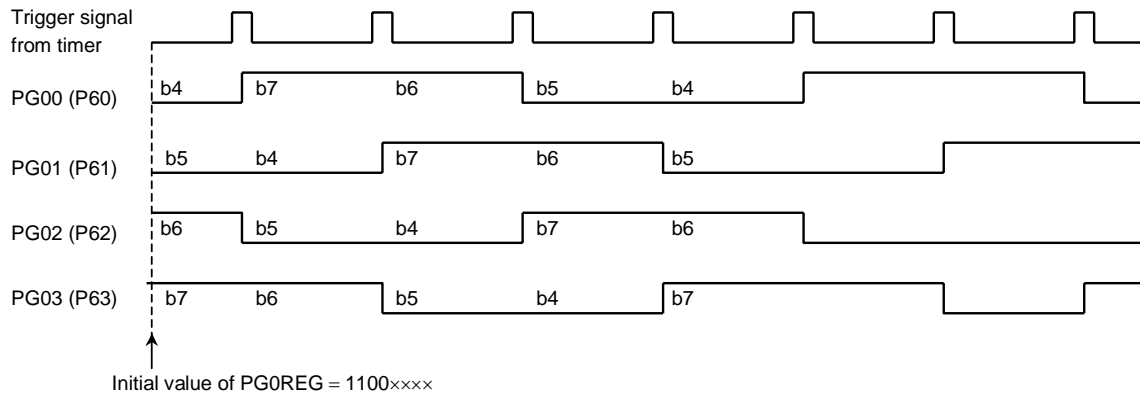 Trigger signal
from timer
PG00 (P60) b4 b7 b6 b5 b4
PG01 (P61) b5 b4 b7 b6 b5
PG02 (P62) b6 b5 b4 b7 b6
PG03 (P63) b7 b6 b5 b4 b7
Initial value of PG0REG = 1100××××